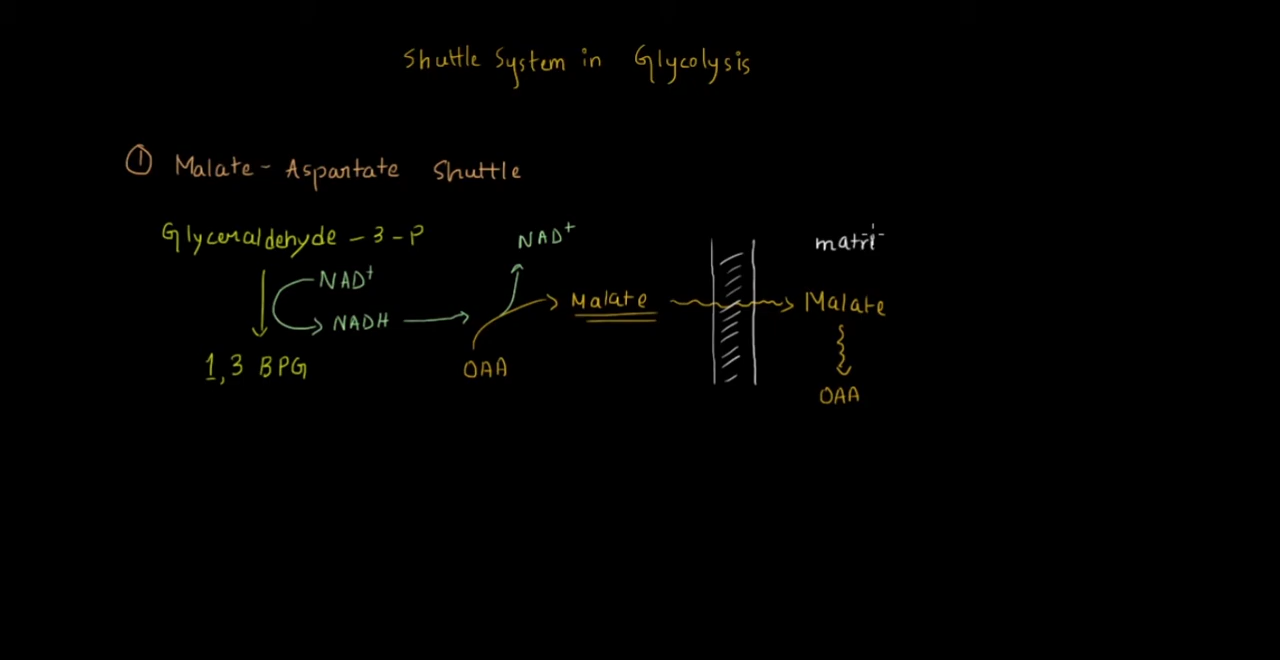 Shuttle System in Glycolysis
① Malate - Aspartate Shuttle
Glyceraldehyde - 3 - P
NAD+
NADH
1,3 BPG
NAD+
OAA
Malate
matri
Malate
OAA